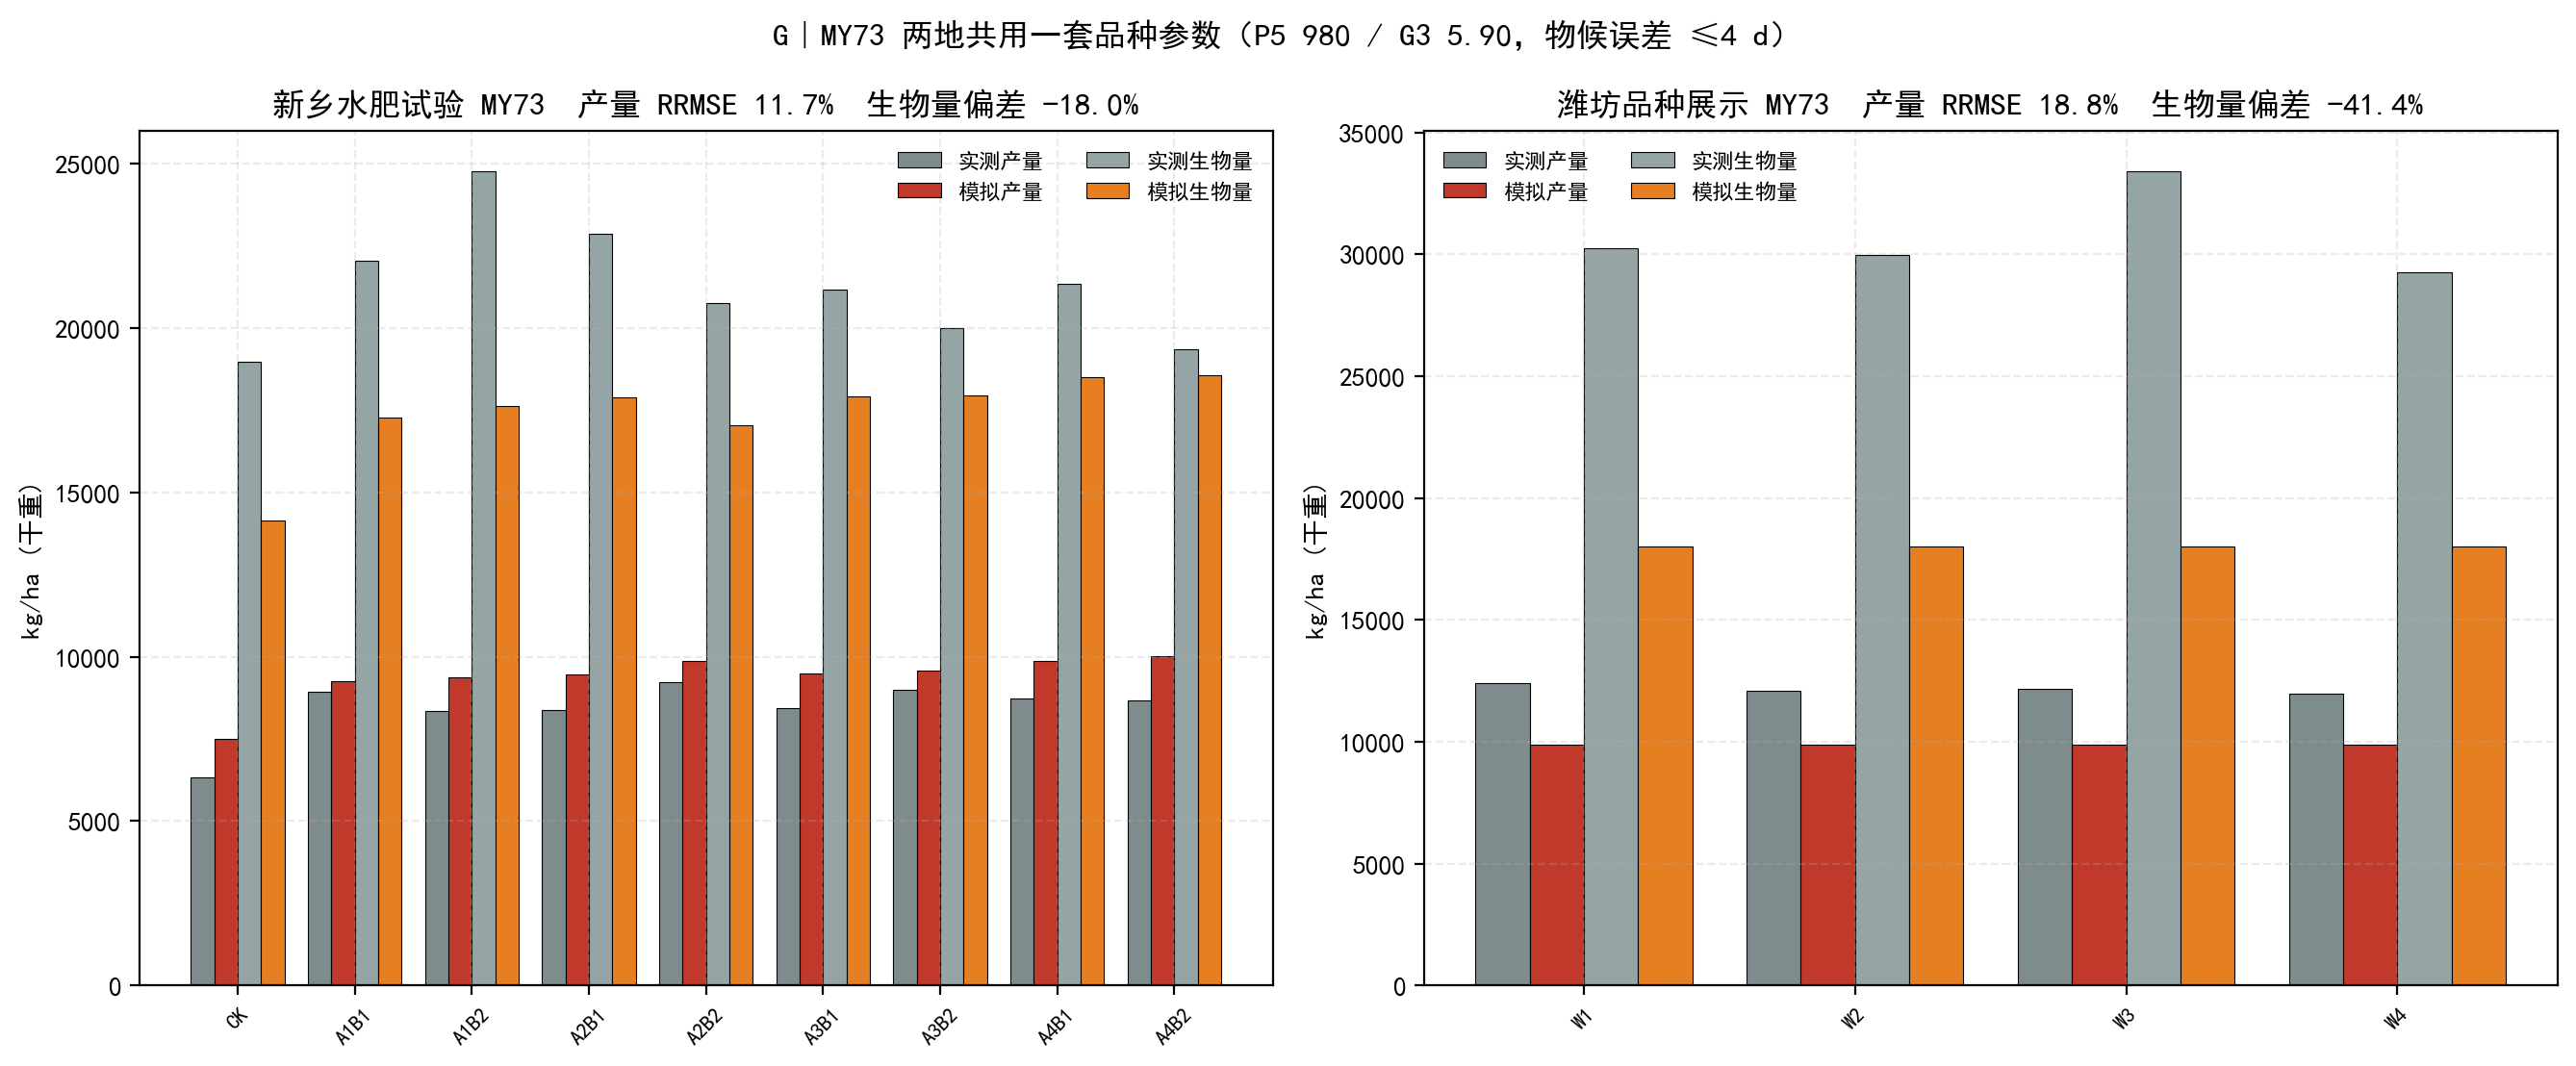 G｜MY73 两地共用一套品种参数（P5 980 / G3 5.90，物候误差 ≤4 d）
新乡水肥试验 MY73 产量 RRMSE 11.7% 生物量偏差 -18.0%
实测产量
模拟产量
实测生物量
模拟生物量
25000
20000
15000
10000
5000
0
kg/ha（干重）
CK
A1B1
A1B2
A2B1
A2B2
A3B1
A3B2
A4B1
A4B2
潍坊品种展示 MY73 产量 RRMSE 18.8% 生物量偏差 -41.4%
实测产量
模拟产量
实测生物量
模拟生物量
35000
30000
25000
20000
15000
10000
5000
0
kg/ha（干重）
W1
W2
W3
W4